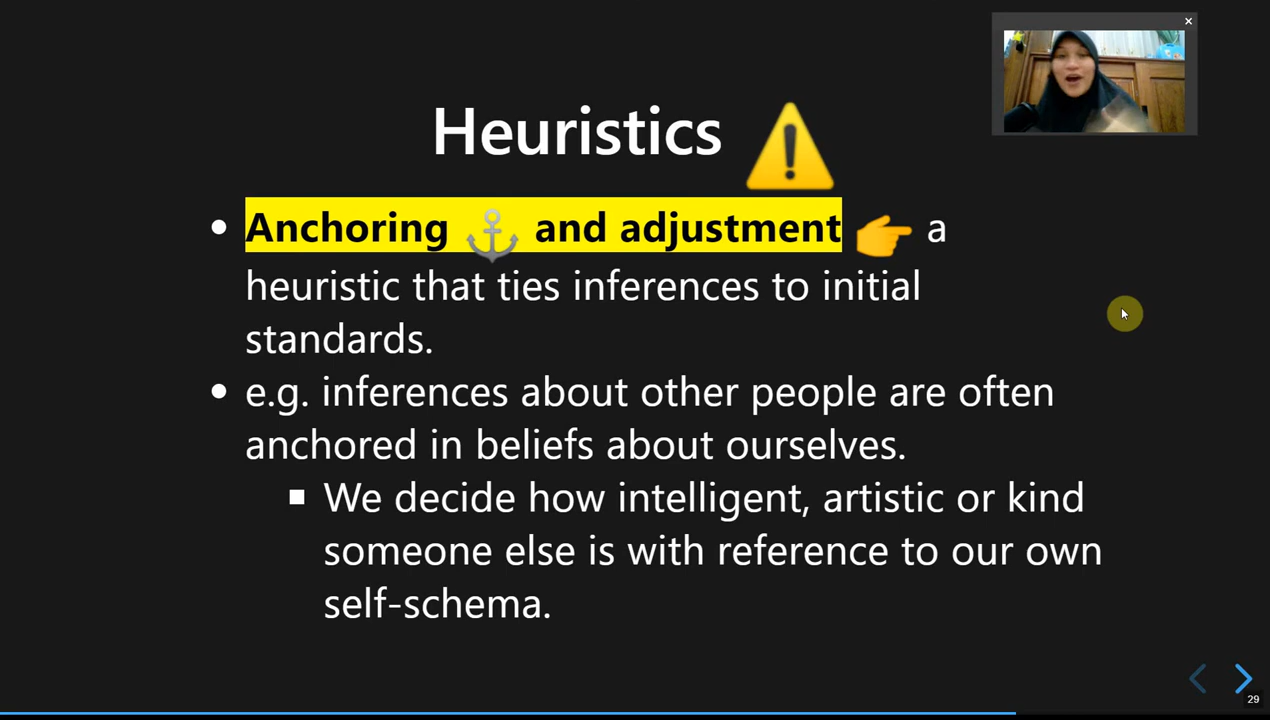 Heuristics ⚠️
• Anchoring ⚓ and adjustment 👉 a
heuristic that ties inferences to initial
standards.
• e.g. inferences about other people are often
anchored in beliefs about ourselves.
▪ We decide how intelligent, artistic or kind
someone else is with reference to our own
self-schema.
29